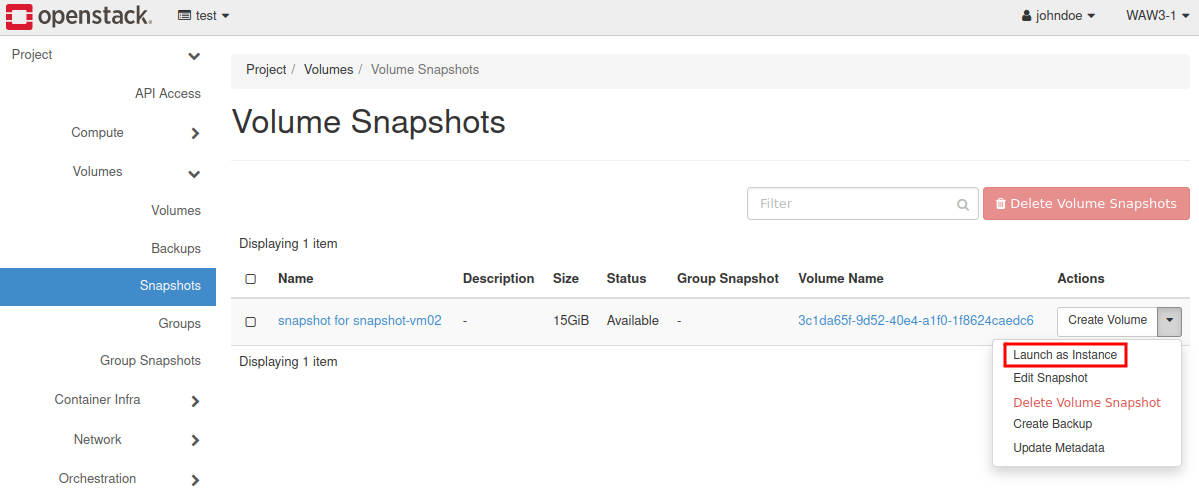 openstack. test johndoe WAW3-1
Project
API Access
Compute
Volumes
Volumes
Backups
Snapshots
Groups
Group Snapshots
Container Infra
Network
Orchestration
Project / Volumes / Volume Snapshots
Volume Snapshots
Filter Delete Volume Snapshots
Displaying 1 item
Name Description Size Status Group Snapshot Volume Name Actions
snapshot for snapshot-vm02 - 15GiB Available - 3c1da65f-9d52-40e4-a1f0-1f8624caedc6 Create Volume
Displaying 1 item
Launch as Instance
Edit Snapshot
Delete Volume Snapshot
Create Backup
Update Metadata